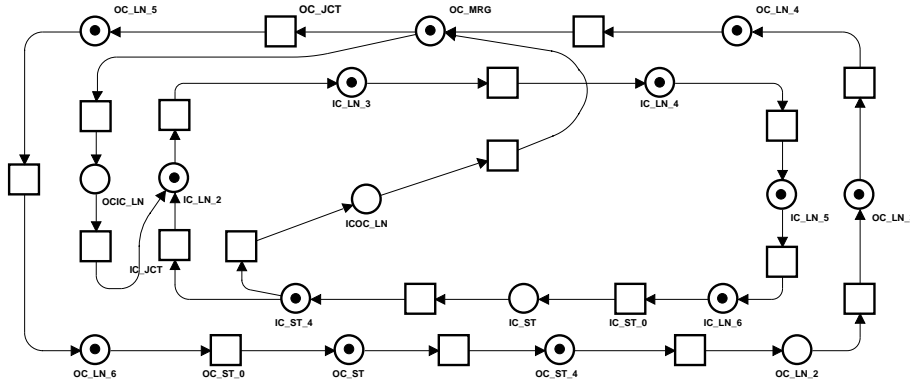 OC_LN_5
OC_JCT
OC_MRG
OC_LN_4
IC_LN_3
IC_LN_4
OCIC_LN
IC_LN_2
ICOC_LN
IC_LN_5
OC_LN_
IC_JCT
IC_ST_4
IC_ST
IC_ST_0
IC_LN_6
OC_LN_6
OC_ST_0
OC_ST
OC_ST_4
OC_LN_2